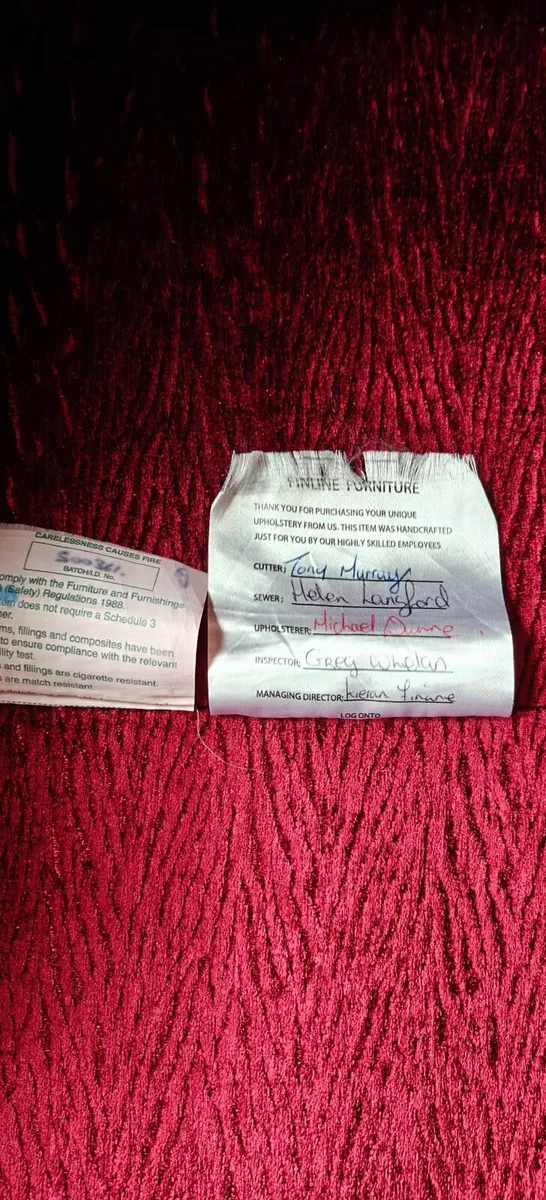 CARELESSNESS CAUSES FIRE
BATCH/I.D. No.
omply with the Furniture and Furnishings
(Safety) Regulations 1988.
em does not require a Schedule 3
er.
ms, fillings and composites have been
to ensure compliance with the relevant
ility test.
and fillings are cigarette resistant.
are match resistant.
FINLINE FURNITURE
THANK YOU FOR PURCHASING YOUR UNIQUE
UPHOLSTERY FROM US. THIS ITEM WAS HANDCRAFTED
JUST FOR YOU BY OUR HIGHLY SKILLED EMPLOYEES
CUTTER: Tony Murray
SEWER: Helen Langford
UPHOLSTERER: Michael Dunne
INSPECTOR: Greg Whelan
MANAGING DIRECTOR: Kieran Finane
LOG ONTO